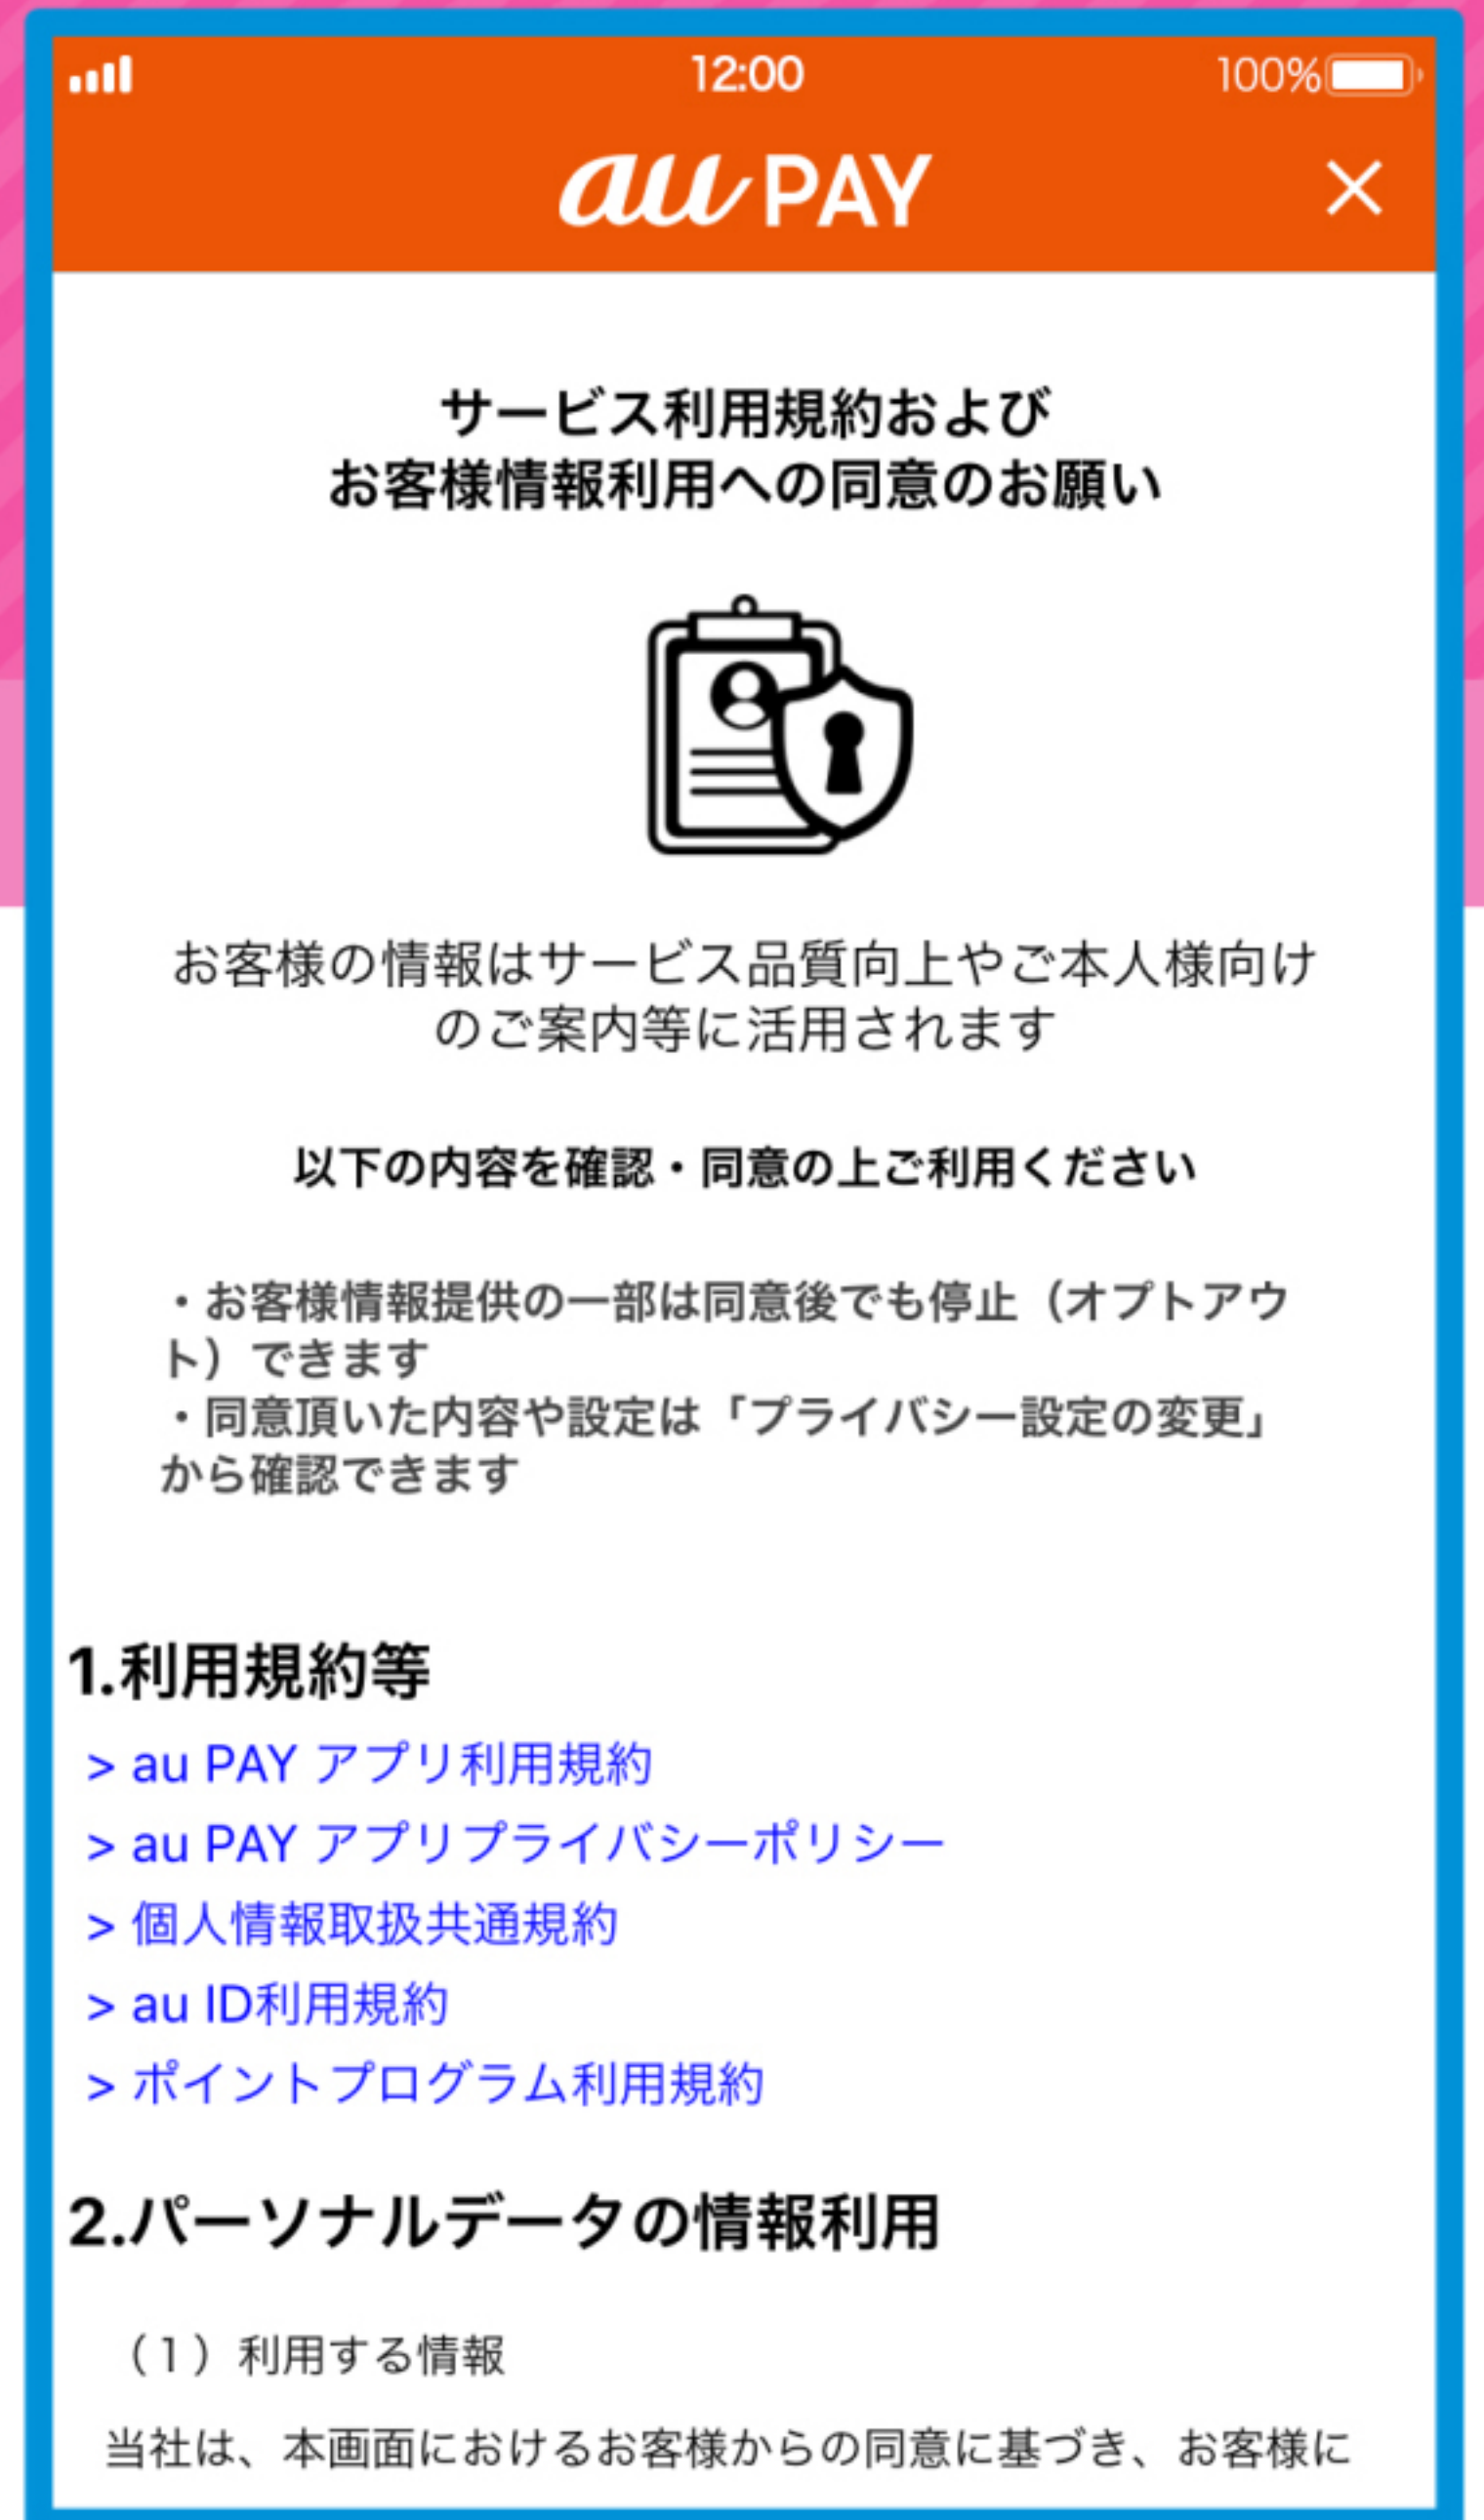 12:00
100%
au PAY
サービス利用規約および
お客様情報利用への同意のお願い
お客様の情報はサービス品質向上やご本人様向け
のご案内等に活用されます
以下の内容を確認・同意の上ご利用ください
・お客様情報提供の一部は同意後でも停止（オプトアウ
ト）できます
・同意頂いた内容や設定は「プライバシー設定の変更」
から確認できます
1.利用規約等
> au PAY アプリ利用規約
> au PAY アプリプライバシーポリシー
> 個人情報取扱共通規約
> au ID利用規約
> ポイントプログラム利用規約
2.パーソナルデータの情報利用
（1）利用する情報
当社は、本画面におけるお客様からの同意に基づき、お客様に